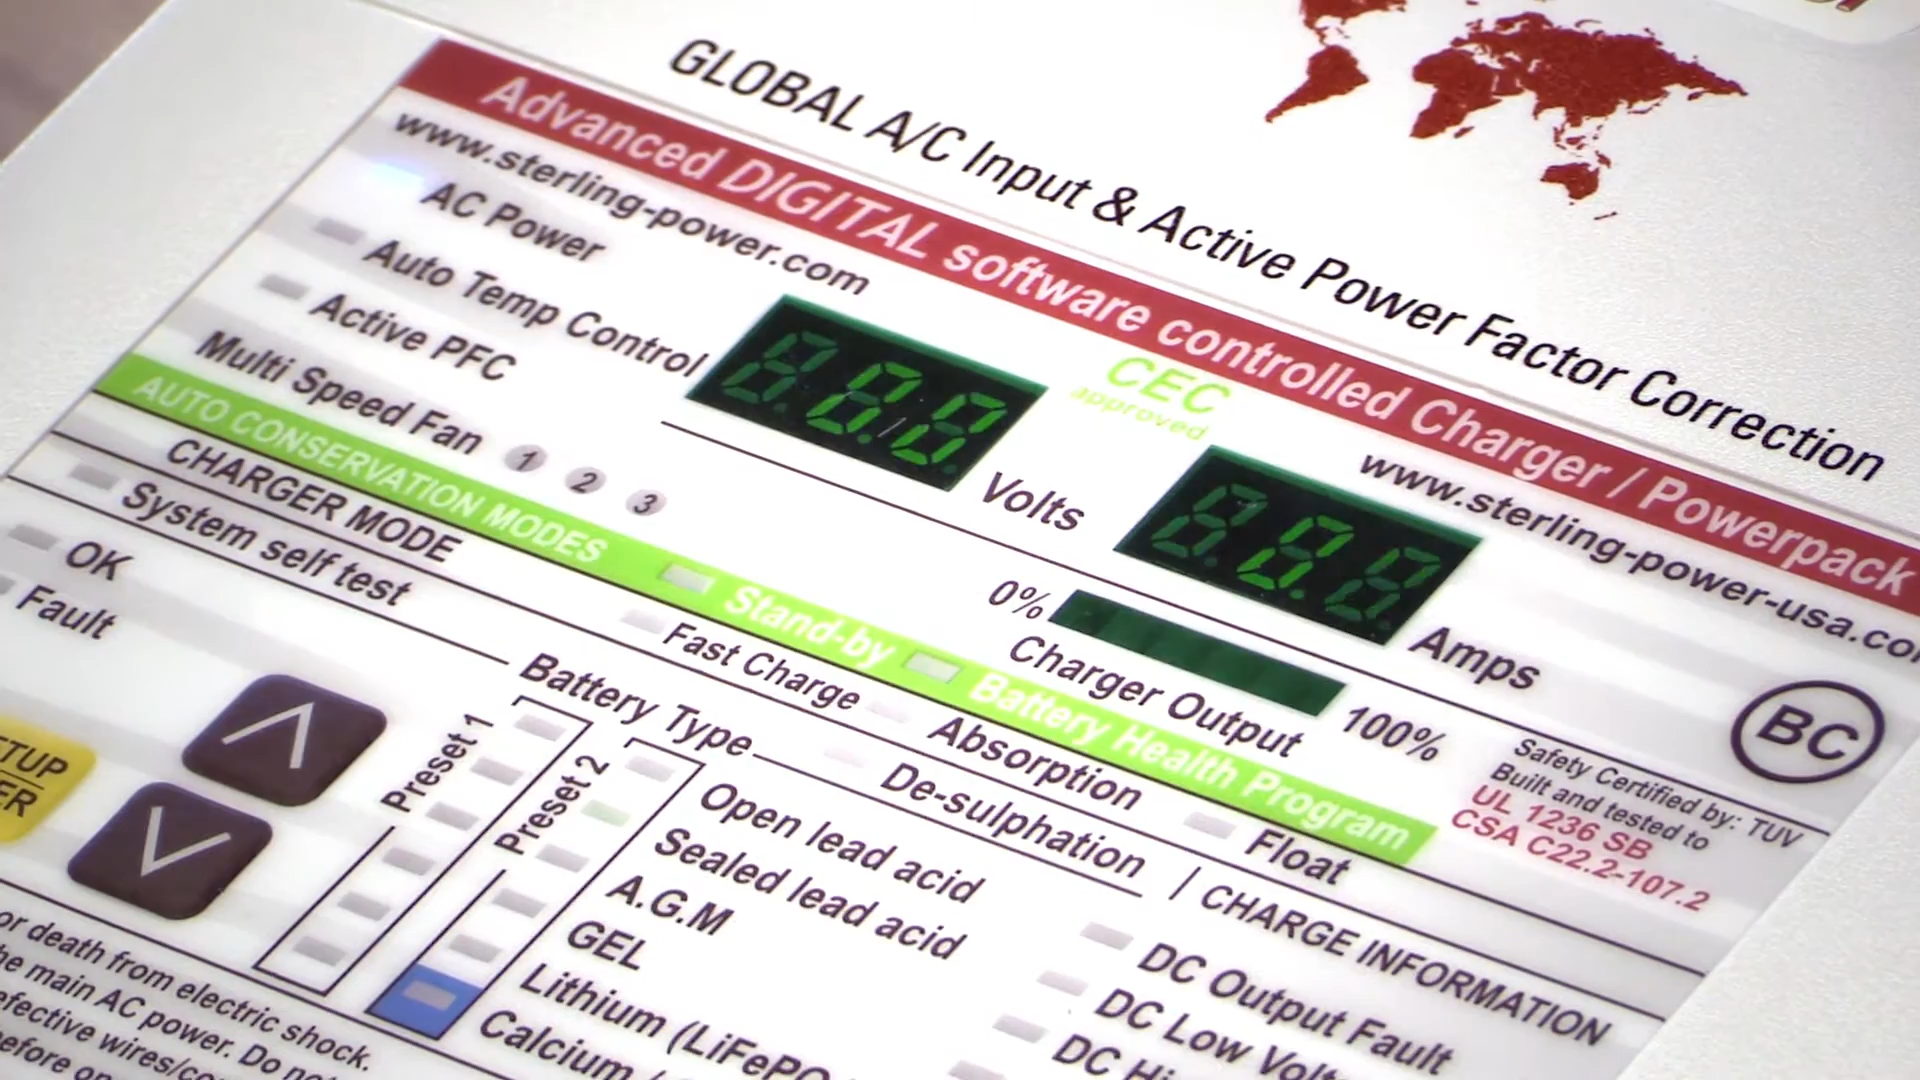 GLOBAL A/C Input & Active Power Factor Correction
Advanced DIGITAL software controlled Charger / Powerpack
www.sterling-power.com
www.sterling-power-usa.co
AC Power
Auto Temp Control
Active PFC
Multi Speed Fan 1 2 3
CEC
approved
Volts
Amps
AUTO CONSERVATION MODES
Stand-by
Battery Health Program
0%
100%
Charger Output
BC
CHARGER MODE
System self test
Fast Charge
Absorption
Float
OK
Fault
Battery Type
De-sulphation
CHARGE INFORMATION
Safety Certified by: TUV
Built and tested to
UL 1236 SB
CSA C22.2-107.2
Preset 1
Preset 2
Open lead acid
Sealed lead acid
A.G.M
GEL
Lithium (LiFePO
Calcium
DC Output Fault
DC Low Volt
DC Hi
TUP
ER
or death from electric shock.
he main AC power. Do not
efective wires/co
efore op